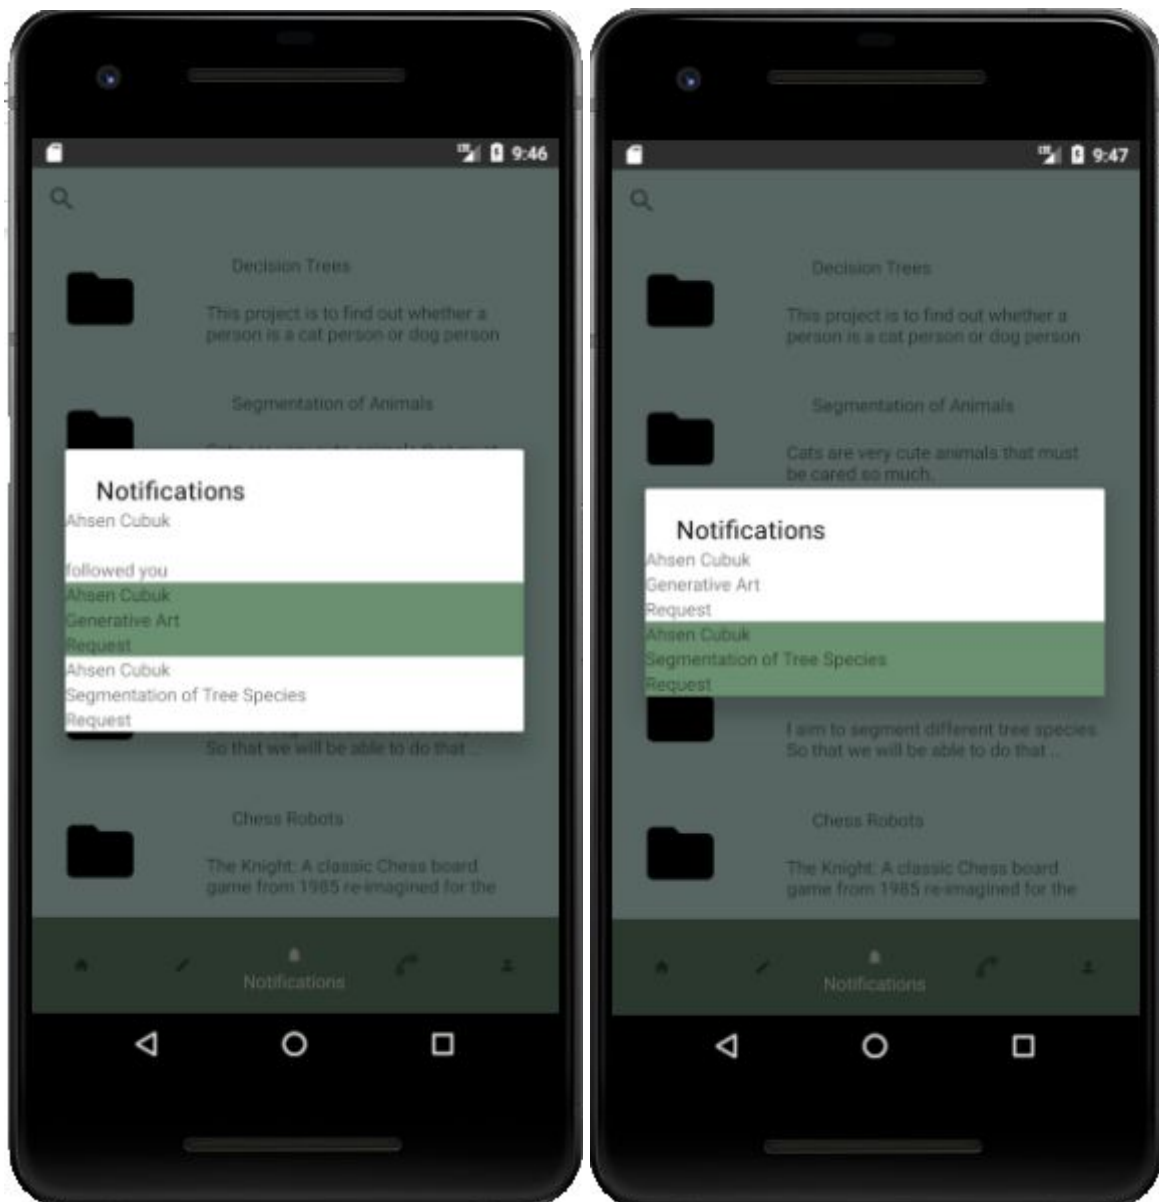 9:46
Decision Trees
This project is to find out whether a
person is a cat person or dog person
Segmentation of Animals
Notifications
Ahsen Cubuk
followed you
Ahsen Cubuk
Generative Art
Request
Ahsen Cubuk
Segmentation of Tree Species
Request
So that we will be able to do that ...
Chess Robots
The Knight: A classic Chess board
game from 1985 re-imagined for the
Notifications
9:47
Decision Trees
This project is to find out whether a
person is a cat person or dog person
Segmentation of Animals
Cats are very cute animals that must
be cared so much.
Notifications
Ahsen Cubuk
Generative Art
Request
Ahsen Cubuk
Segmentation of Tree Species
Request
I aim to segment different tree species.
So that we will be able to do that ...
Chess Robots
The Knight: A classic Chess board
game from 1985 re-imagined for the
Notifications